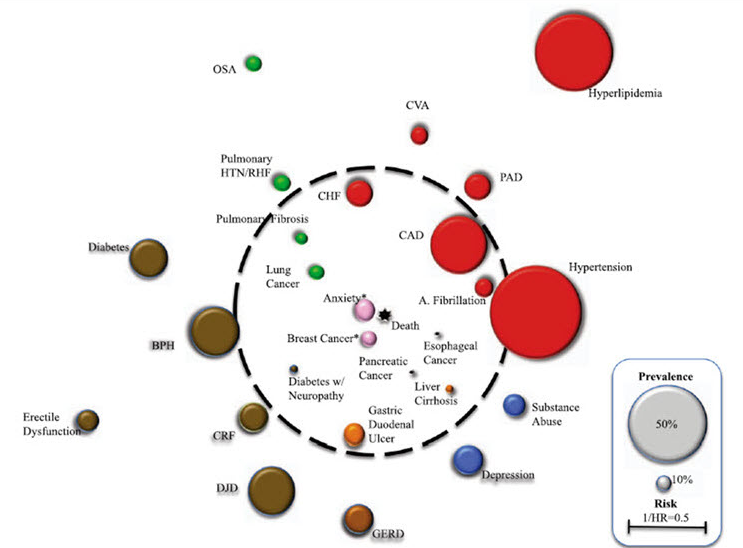 OSA
Hyperlipidemia
CVA
Pulmonary
HTN/RHF
CHF
PAD
Pulmonary Fibrosis
CAD
Diabetes
Lung
Cancer
Hypertension
Anxiety*
A. Fibrillation
Death
BPH
Breast Cancer*
Esophageal
Cancer
Pancreatic
Cancer
Diabetes w/
Neuropathy
Liver
Cirrhosis
Prevalence
50%
Erectile
Dysfunction
CRF
Gastric
Duodenal
Ulcer
Substance
Abuse
Depression
DJD
10%
Risk
1/HR=0.5
GERD